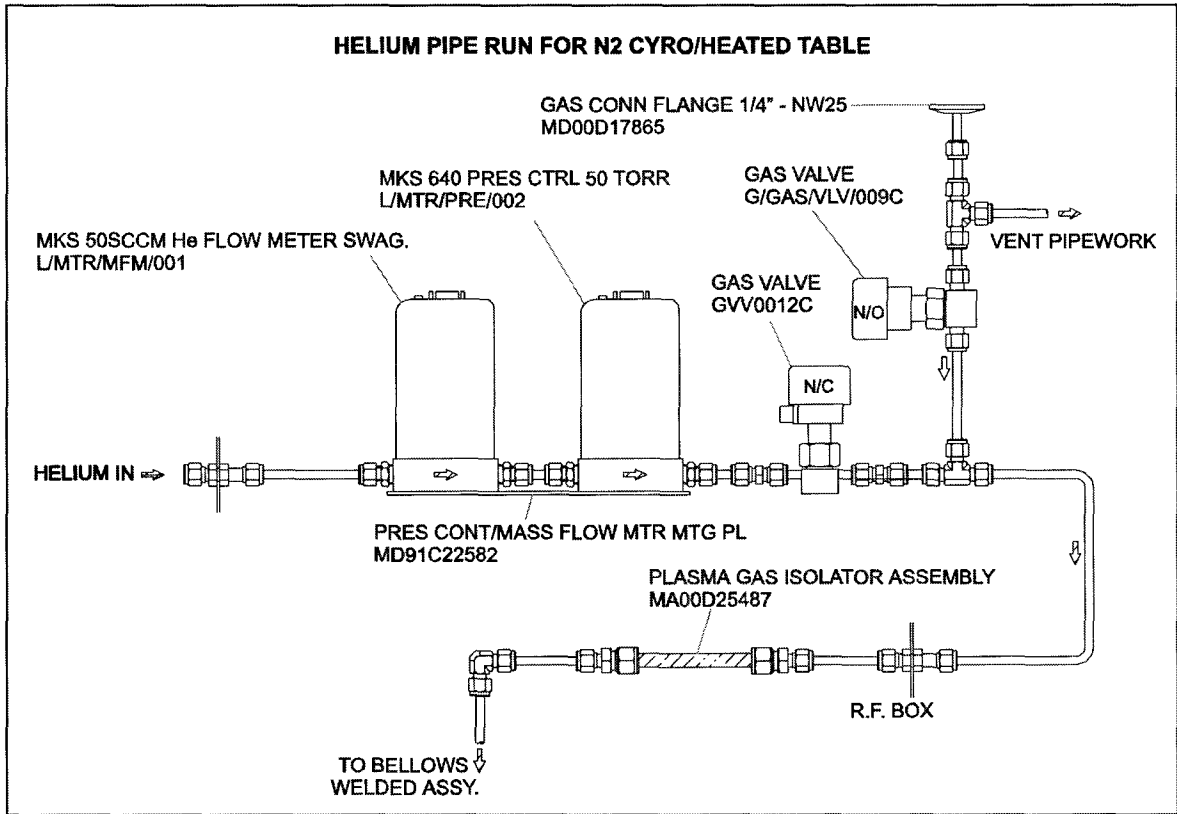 HELIUM PIPE RUN FOR N2 CYRO/HEATED TABLE
GAS CONN FLANGE 1/4" - NW25
MD00D17865
MKS 640 PRES CTRL 50 TORR
L/MTR/PRE/002
GAS VALVE
G/GAS/VLV/009C
MKS 50SCCM He FLOW METER SWAG.
L/MTR/MFM/001
VENT PIPEWORK
GAS VALVE
GVV0012C
N/O
N/C
HELIUM IN
PRES CONT/MASS FLOW MTR MTG PL
MD91C22582
PLASMA GAS ISOLATOR ASSEMBLY
MA00D25487
R.F. BOX
TO BELLOWS
WELDED ASSY.